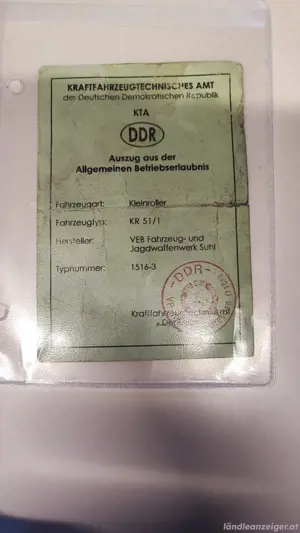 KRAFTFAHRZEUGTECHNISCHES AMT
der Deutschen Demokratischen Republik
KTA
DDR
Auszug aus der
Allgemeinen Betriebserlaubnis
Fahrzeugart: Kleinroller
Fahrzeugtyp: KR 51/1
Hersteller: VEB Fahrzeug- und
Jagdwaffenwerk Suhl
Typnummer: 1516-3
DDR
Kraftfahrzeugtechn. Amt
ländleanzeiger.at